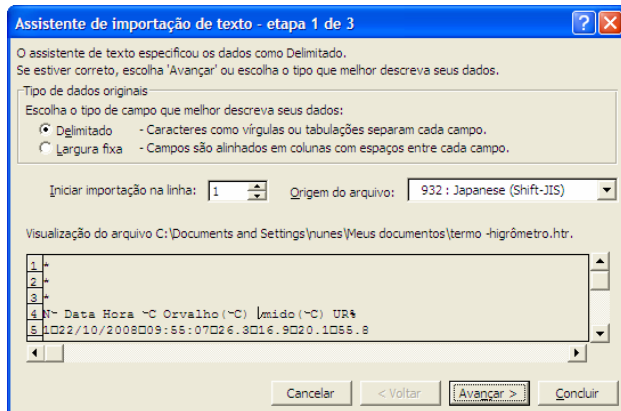 Assistente de importação de texto - etapa 1 de 3
O assistente de texto especificou os dados como Delimitado.
Se estiver correto, escolha 'Avançar' ou escolha o tipo que melhor descreva seus dados.
Tipo de dados originais
Escolha o tipo de campo que melhor descreva seus dados:
Delimitado - Caracteres como vírgulas ou tabulações separam cada campo.
Largura fixa - Campos são alinhados em colunas com espaços entre cada campo.
Iniciar importação na linha: 1 Origem do arquivo: 932 : Japanese (Shift-JIS)
Visualização do arquivo C:\Documents and Settings\nunes\Meus documentos\termo -higrômetro.htr.
1 *
2 *
3 *
4 N~ Data Hora ~C Orvalho(~C) mido(~C) UR%
5 1□22/10/2008□09:55:07□26.3□16.9□20.1□55.8
Cancelar < Voltar Avançar > Concluir